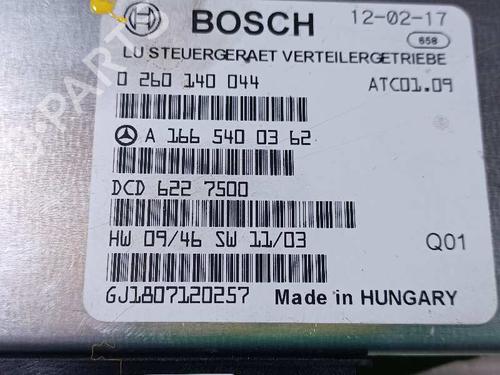 BOSCH 12-02-17
658
LU STEUERGERAET VERTEILERGETRIEBE
0 260 140 044 ATC01.09
A 166 540 03 62
DCD 622 7500
HW 09/46 SW 11/03 Q01
GJ1807120257 Made in HUNGARY
B-PARTS